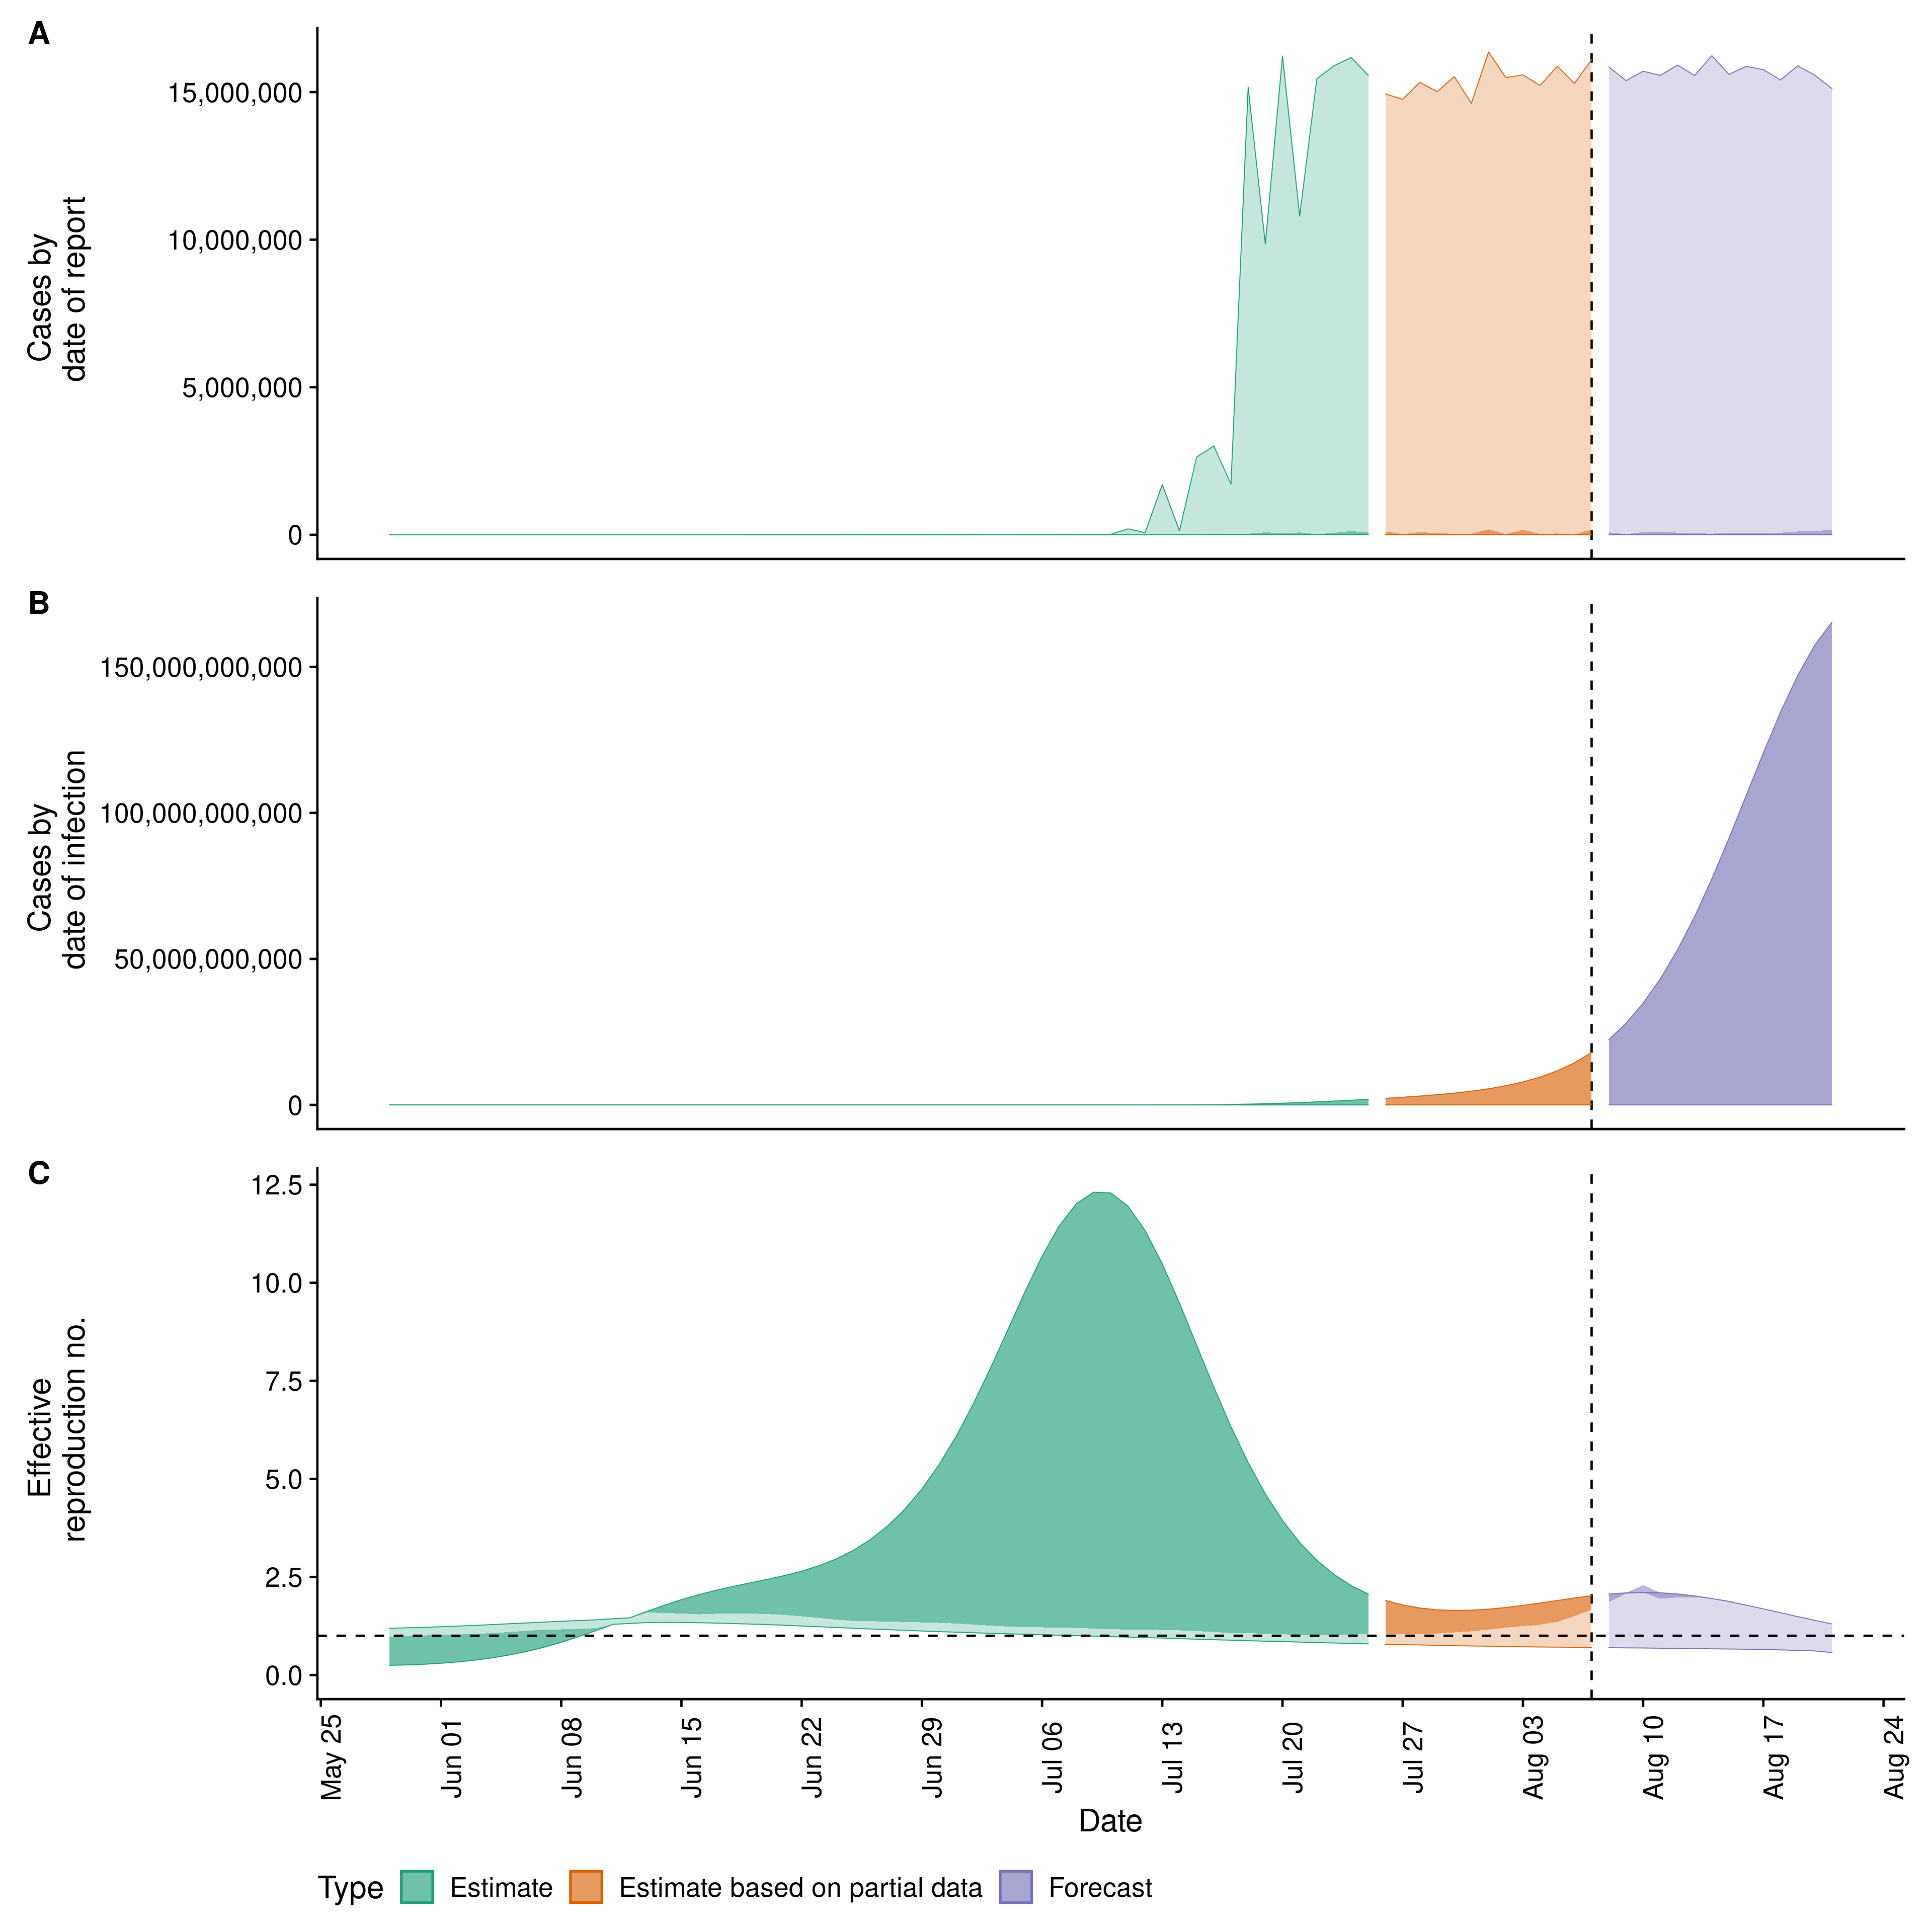 A
Cases by
date of report
15,000,000
10,000,000
5,000,000
0
B
Cases by
date of infection
150,000,000,000
100,000,000,000
50,000,000,000
0
C
Effective
reproduction no.
12.5
10.0
7.5
5.0
2.5
0.0
May 25
Jun 01
Jun 08
Jun 15
Jun 22
Jun 29
Jul 06
Jul 13
Jul 20
Jul 27
Aug 03
Aug 10
Aug 17
Aug 24
Date
Type Estimate Estimate based on partial data Forecast